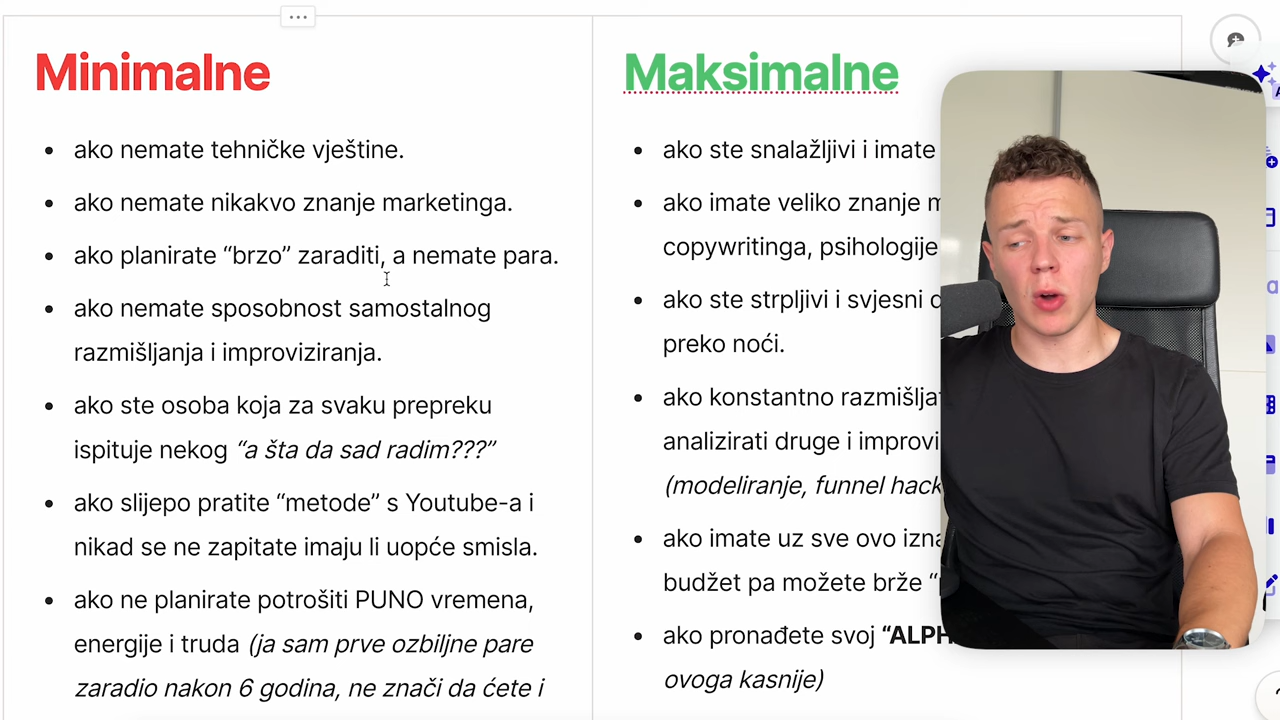 Minimalne
ako nemate tehničke vještine.
ako nemate nikakvo znanje marketinga.
ako planirate “brzo” zaraditi, a nemate para.
ako nemate sposobnost samostalnog
razmišljanja i improviziranja.
ako ste osoba koja za svaku prepreku
ispituje nekog “a šta da sad radim???”
ako slijepo pratite “metode” s Youtube-a i
nikad se ne zapitate imaju li uopće smisla.
ako ne planirate potrošiti PUNO vremena,
energije i truda (ja sam prve ozbiljne pare
zaradio nakon 6 godina, ne znači da ćete i
Maksimalne
ako ste snalažljivi i imate
ako imate veliko znanje
copywritinga, psihologije
ako ste strpljivi i svjesni
preko noći.
ako konstantno
analizirati druge i
(modeliranje, funnel
ako imate uz sve ovo
budžet pa možete brže
ako pronađete svoj
ovoga kasnije)